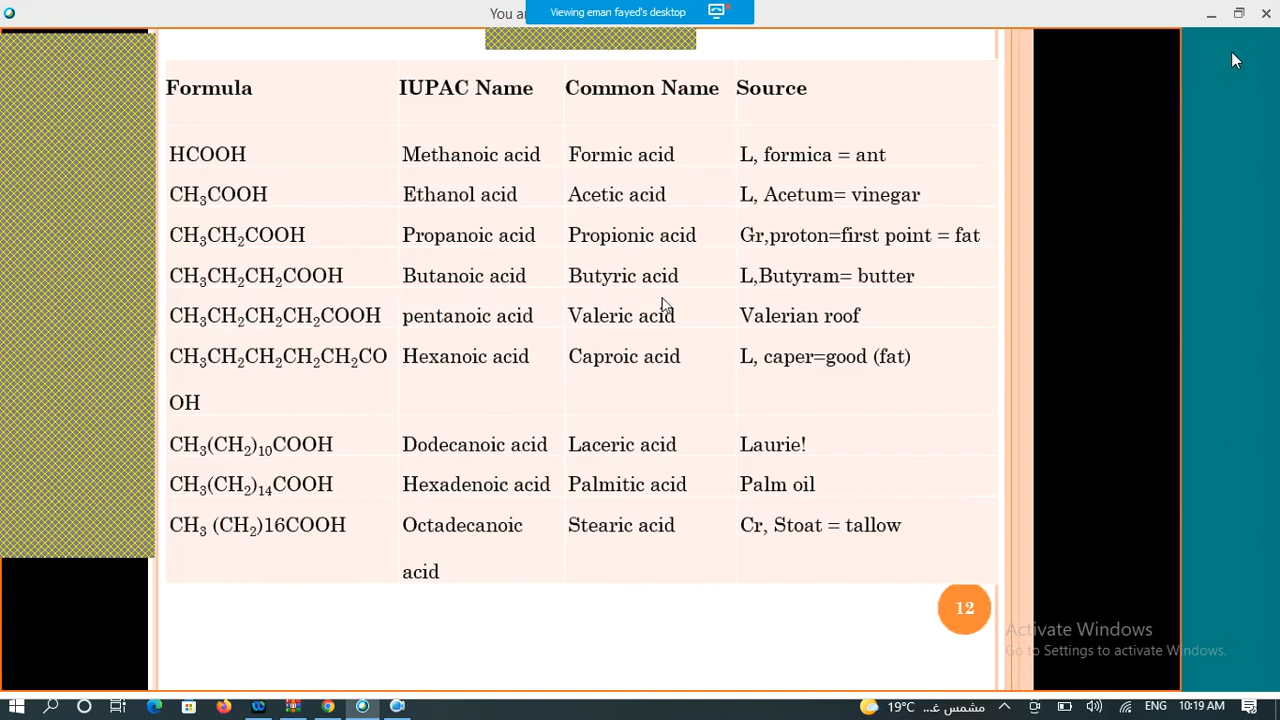 You ar
Viewing eman fayed's desktop
Formula IUPAC Name Common Name Source
HCOOH Methanoic acid Formic acid L, formica = ant
CH₃COOH Ethanol acid Acetic acid L, Acetum= vinegar
CH₃CH₂COOH Propanoic acid Propionic acid Gr,proton=first point = fat
CH₃CH₂CH₂COOH Butanoic acid Butyric acid L,Butyram= butter
CH₃CH₂CH₂CH₂COOH pentanoic acid Valeric acid Valerian roof
CH₃CH₂CH₂CH₂CH₂CO Hexanoic acid Caproic acid L, caper=good (fat)
OH
CH₃(CH₂)₁₀COOH Dodecanoic acid Laceric acid Laurie!
CH₃(CH₂)₁₄COOH Hexadenoic acid Palmitic acid Palm oil
CH₃ (CH₂)16COOH Octadecanoic Stearic acid Cr, Stoat = tallow
acid
12
Activate Windows
Go to Settings to activate Windows.
19°C مشمس غـ... ENG 10:19 AM